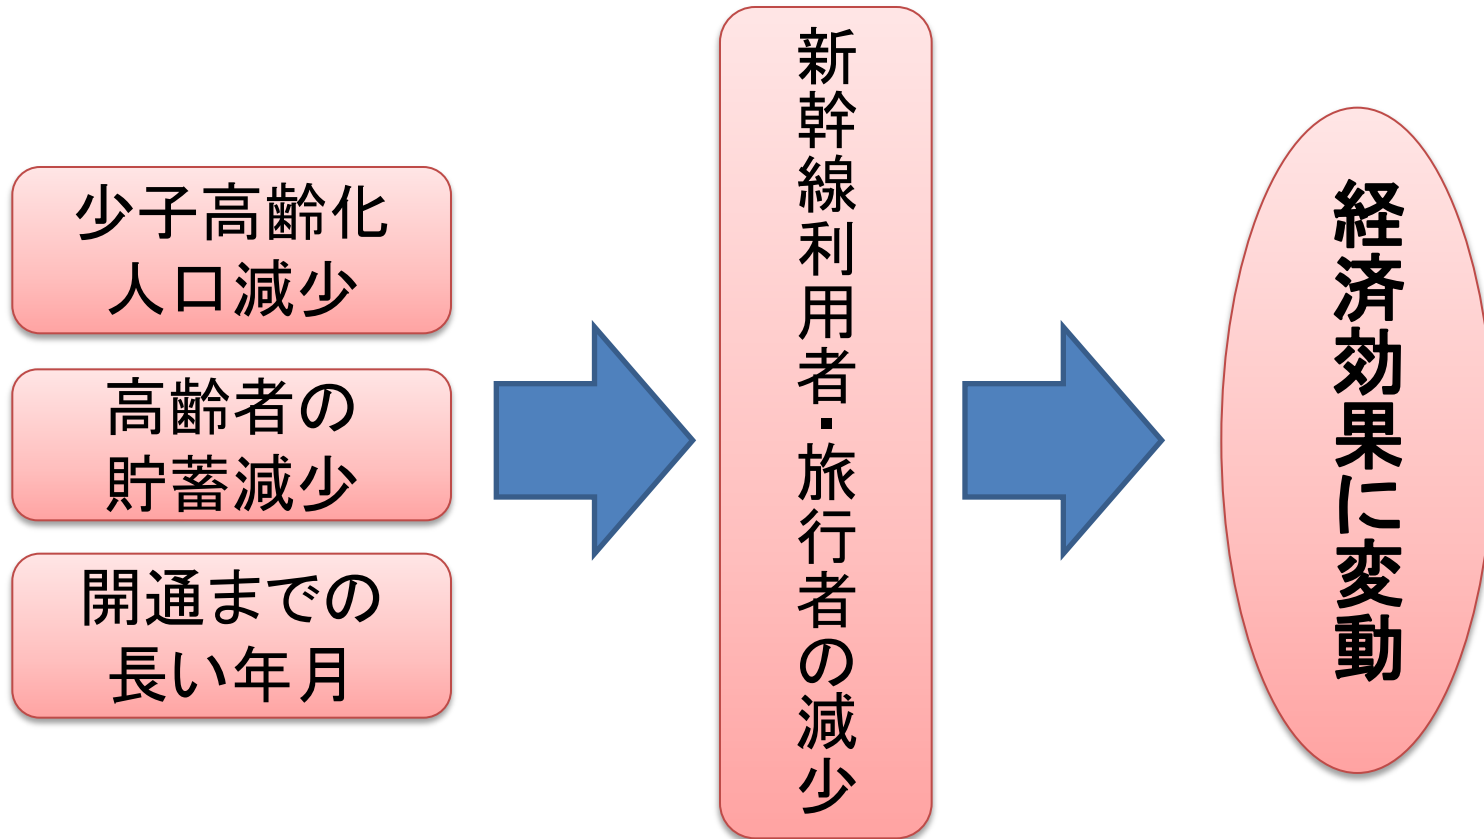 少子高齢化
人口減少
高齢者の
貯蓄減少
開通までの
長い年月
新幹線利用者・旅行者の減少
経済効果に変動